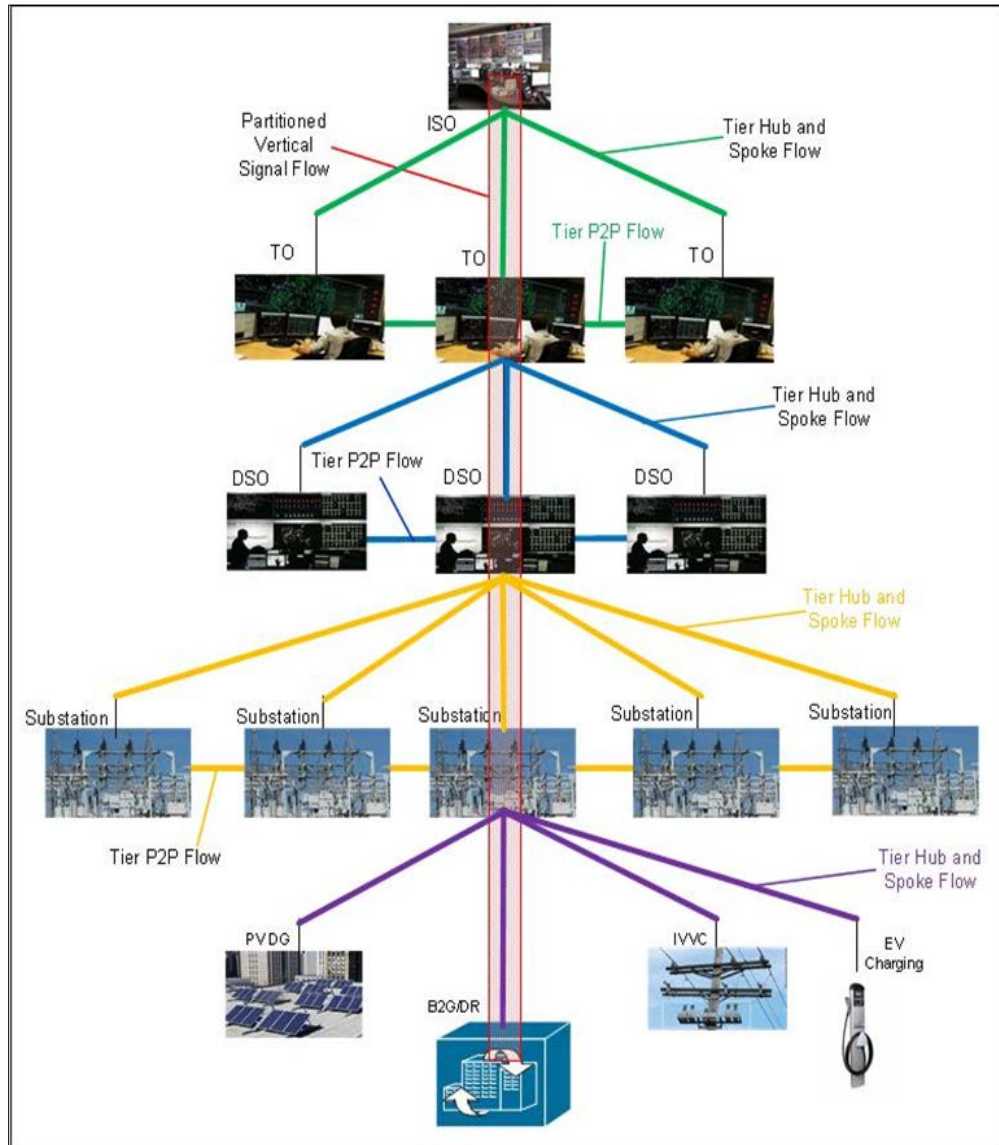 ISO
Partitioned
Vertical
Signal Flow
Tier Hub and
Spoke Flow
TO
TO
Tier P2P Flow
TO
Tier Hub and
Spoke Flow
DSO
Tier P2P Flow
DSO
DSO
Tier Hub and
Spoke Flow
Substation
Substation
Substation
Substation
Substation
Tier P2P Flow
Tier Hub and
Spoke Flow
PVDG
IVVC
EV
Charging
B2G/DR